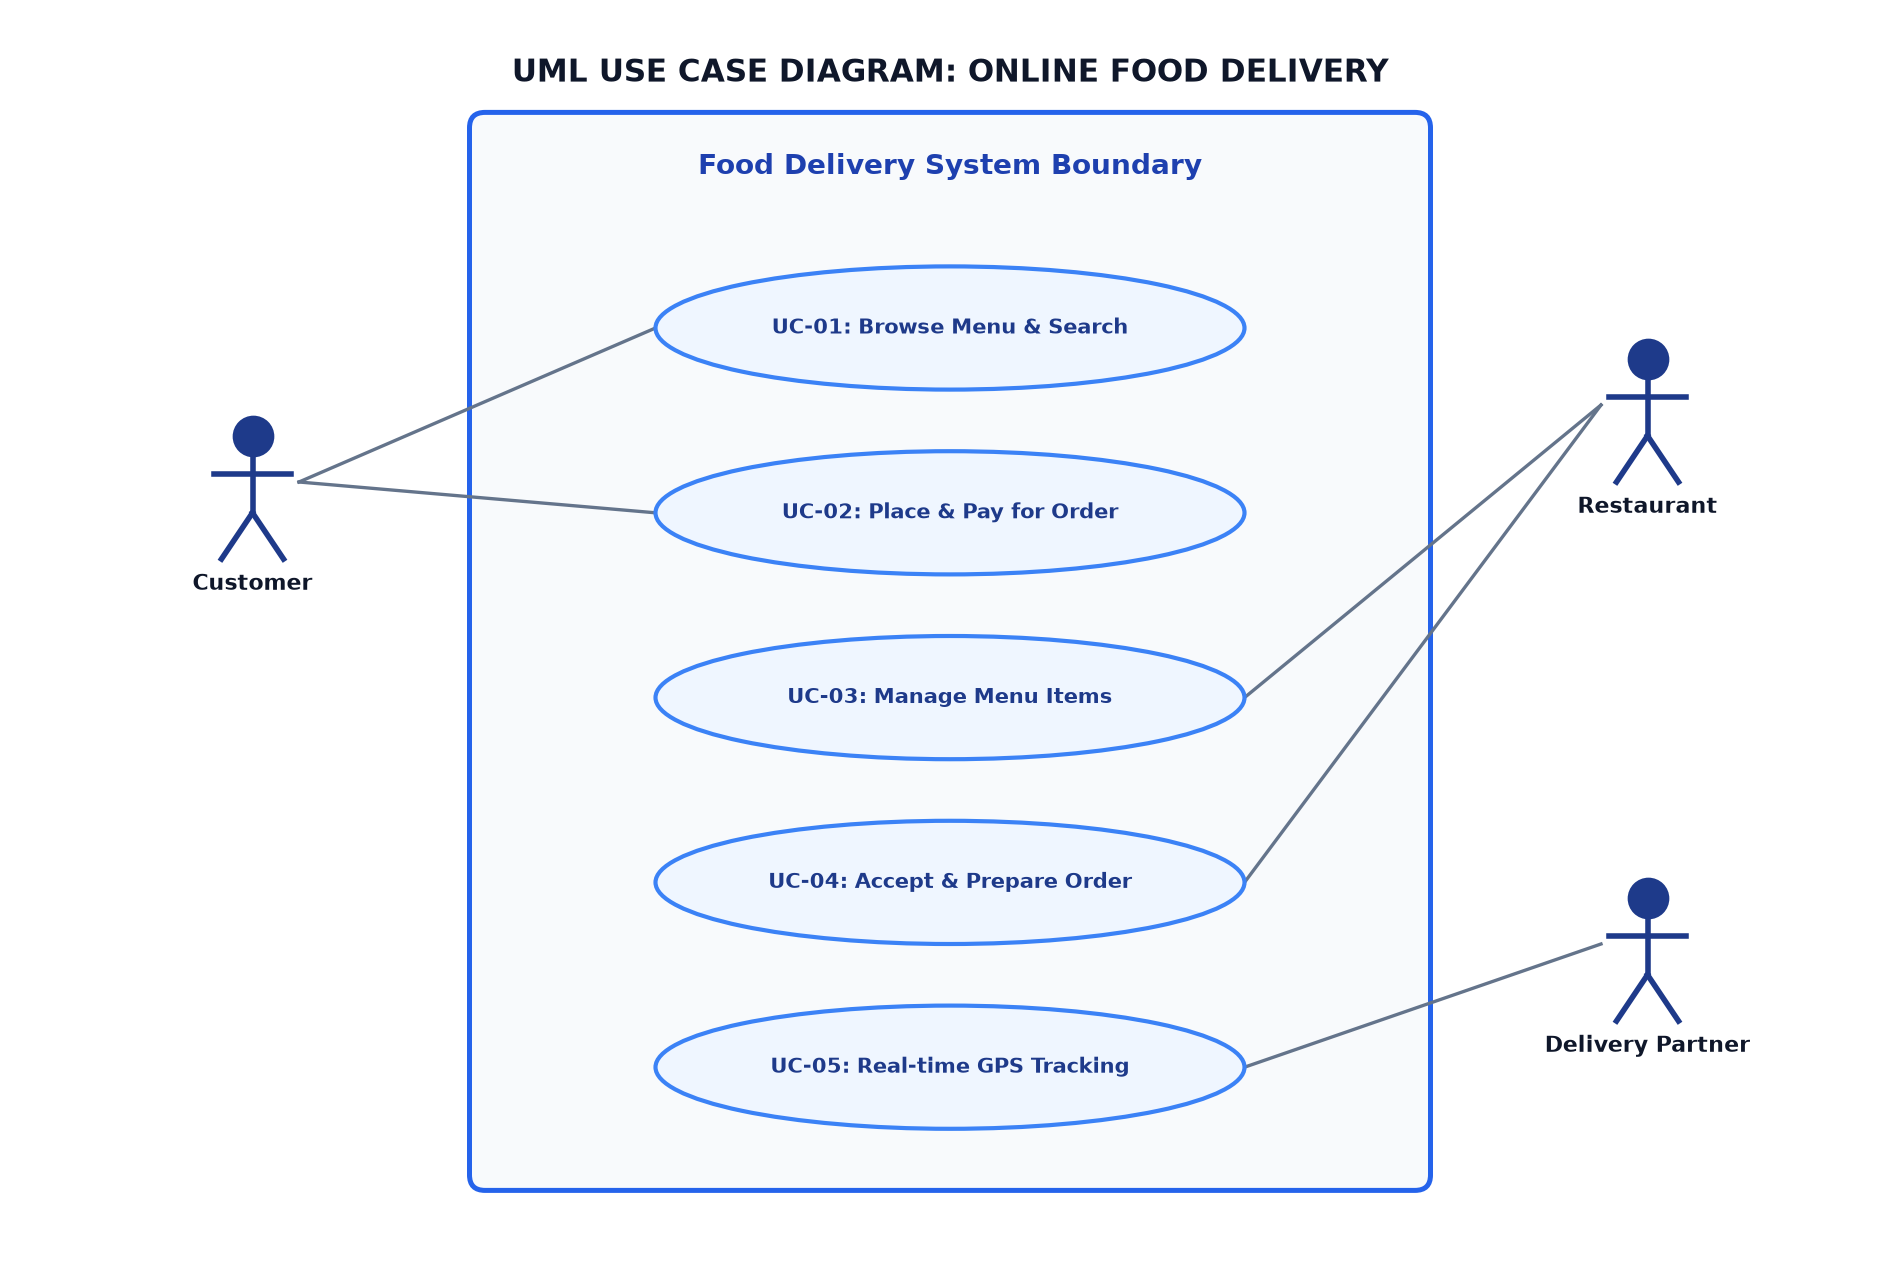 UML USE CASE DIAGRAM: ONLINE FOOD DELIVERY
Food Delivery System Boundary
UC-01: Browse Menu & Search
UC-02: Place & Pay for Order
UC-03: Manage Menu Items
UC-04: Accept & Prepare Order
UC-05: Real-time GPS Tracking
Customer
Restaurant
Delivery Partner